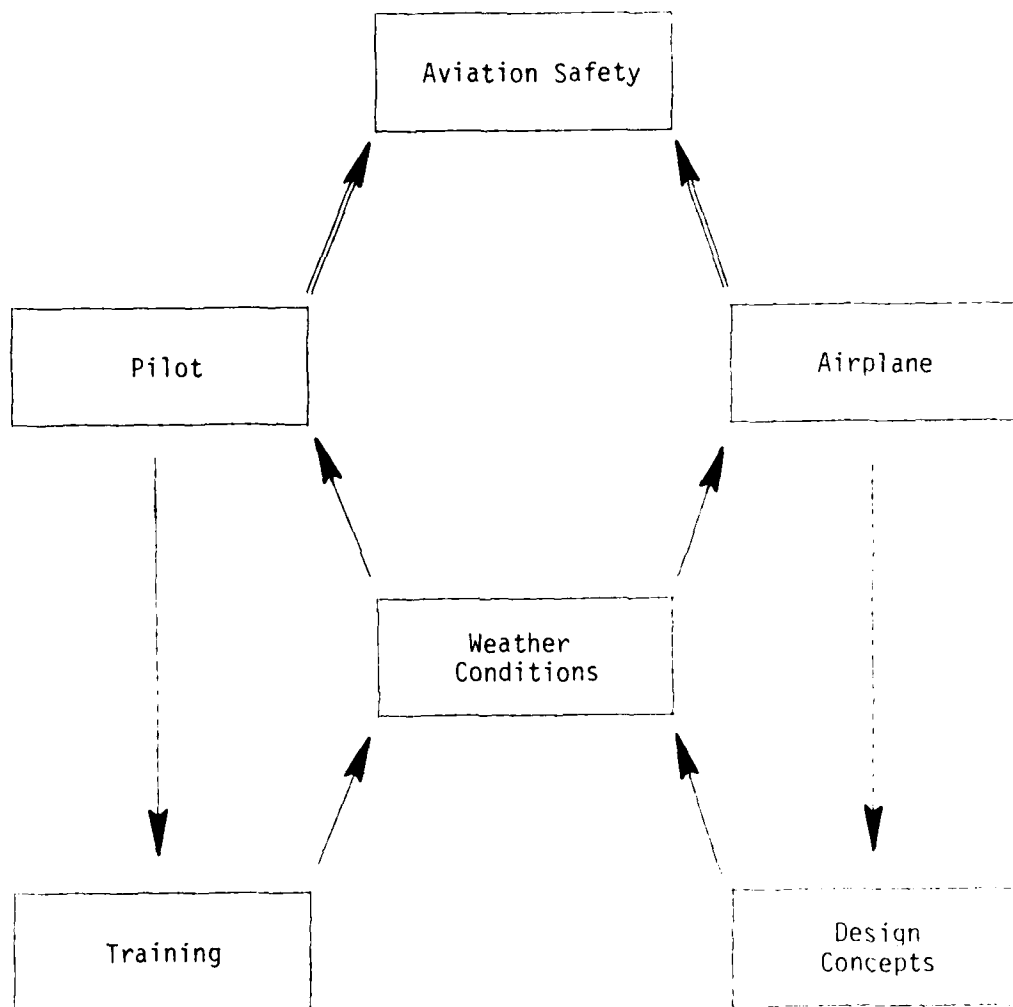 Aviation Safety
Pilot
Airplane
Weather
Conditions
Training
Design
Concepts